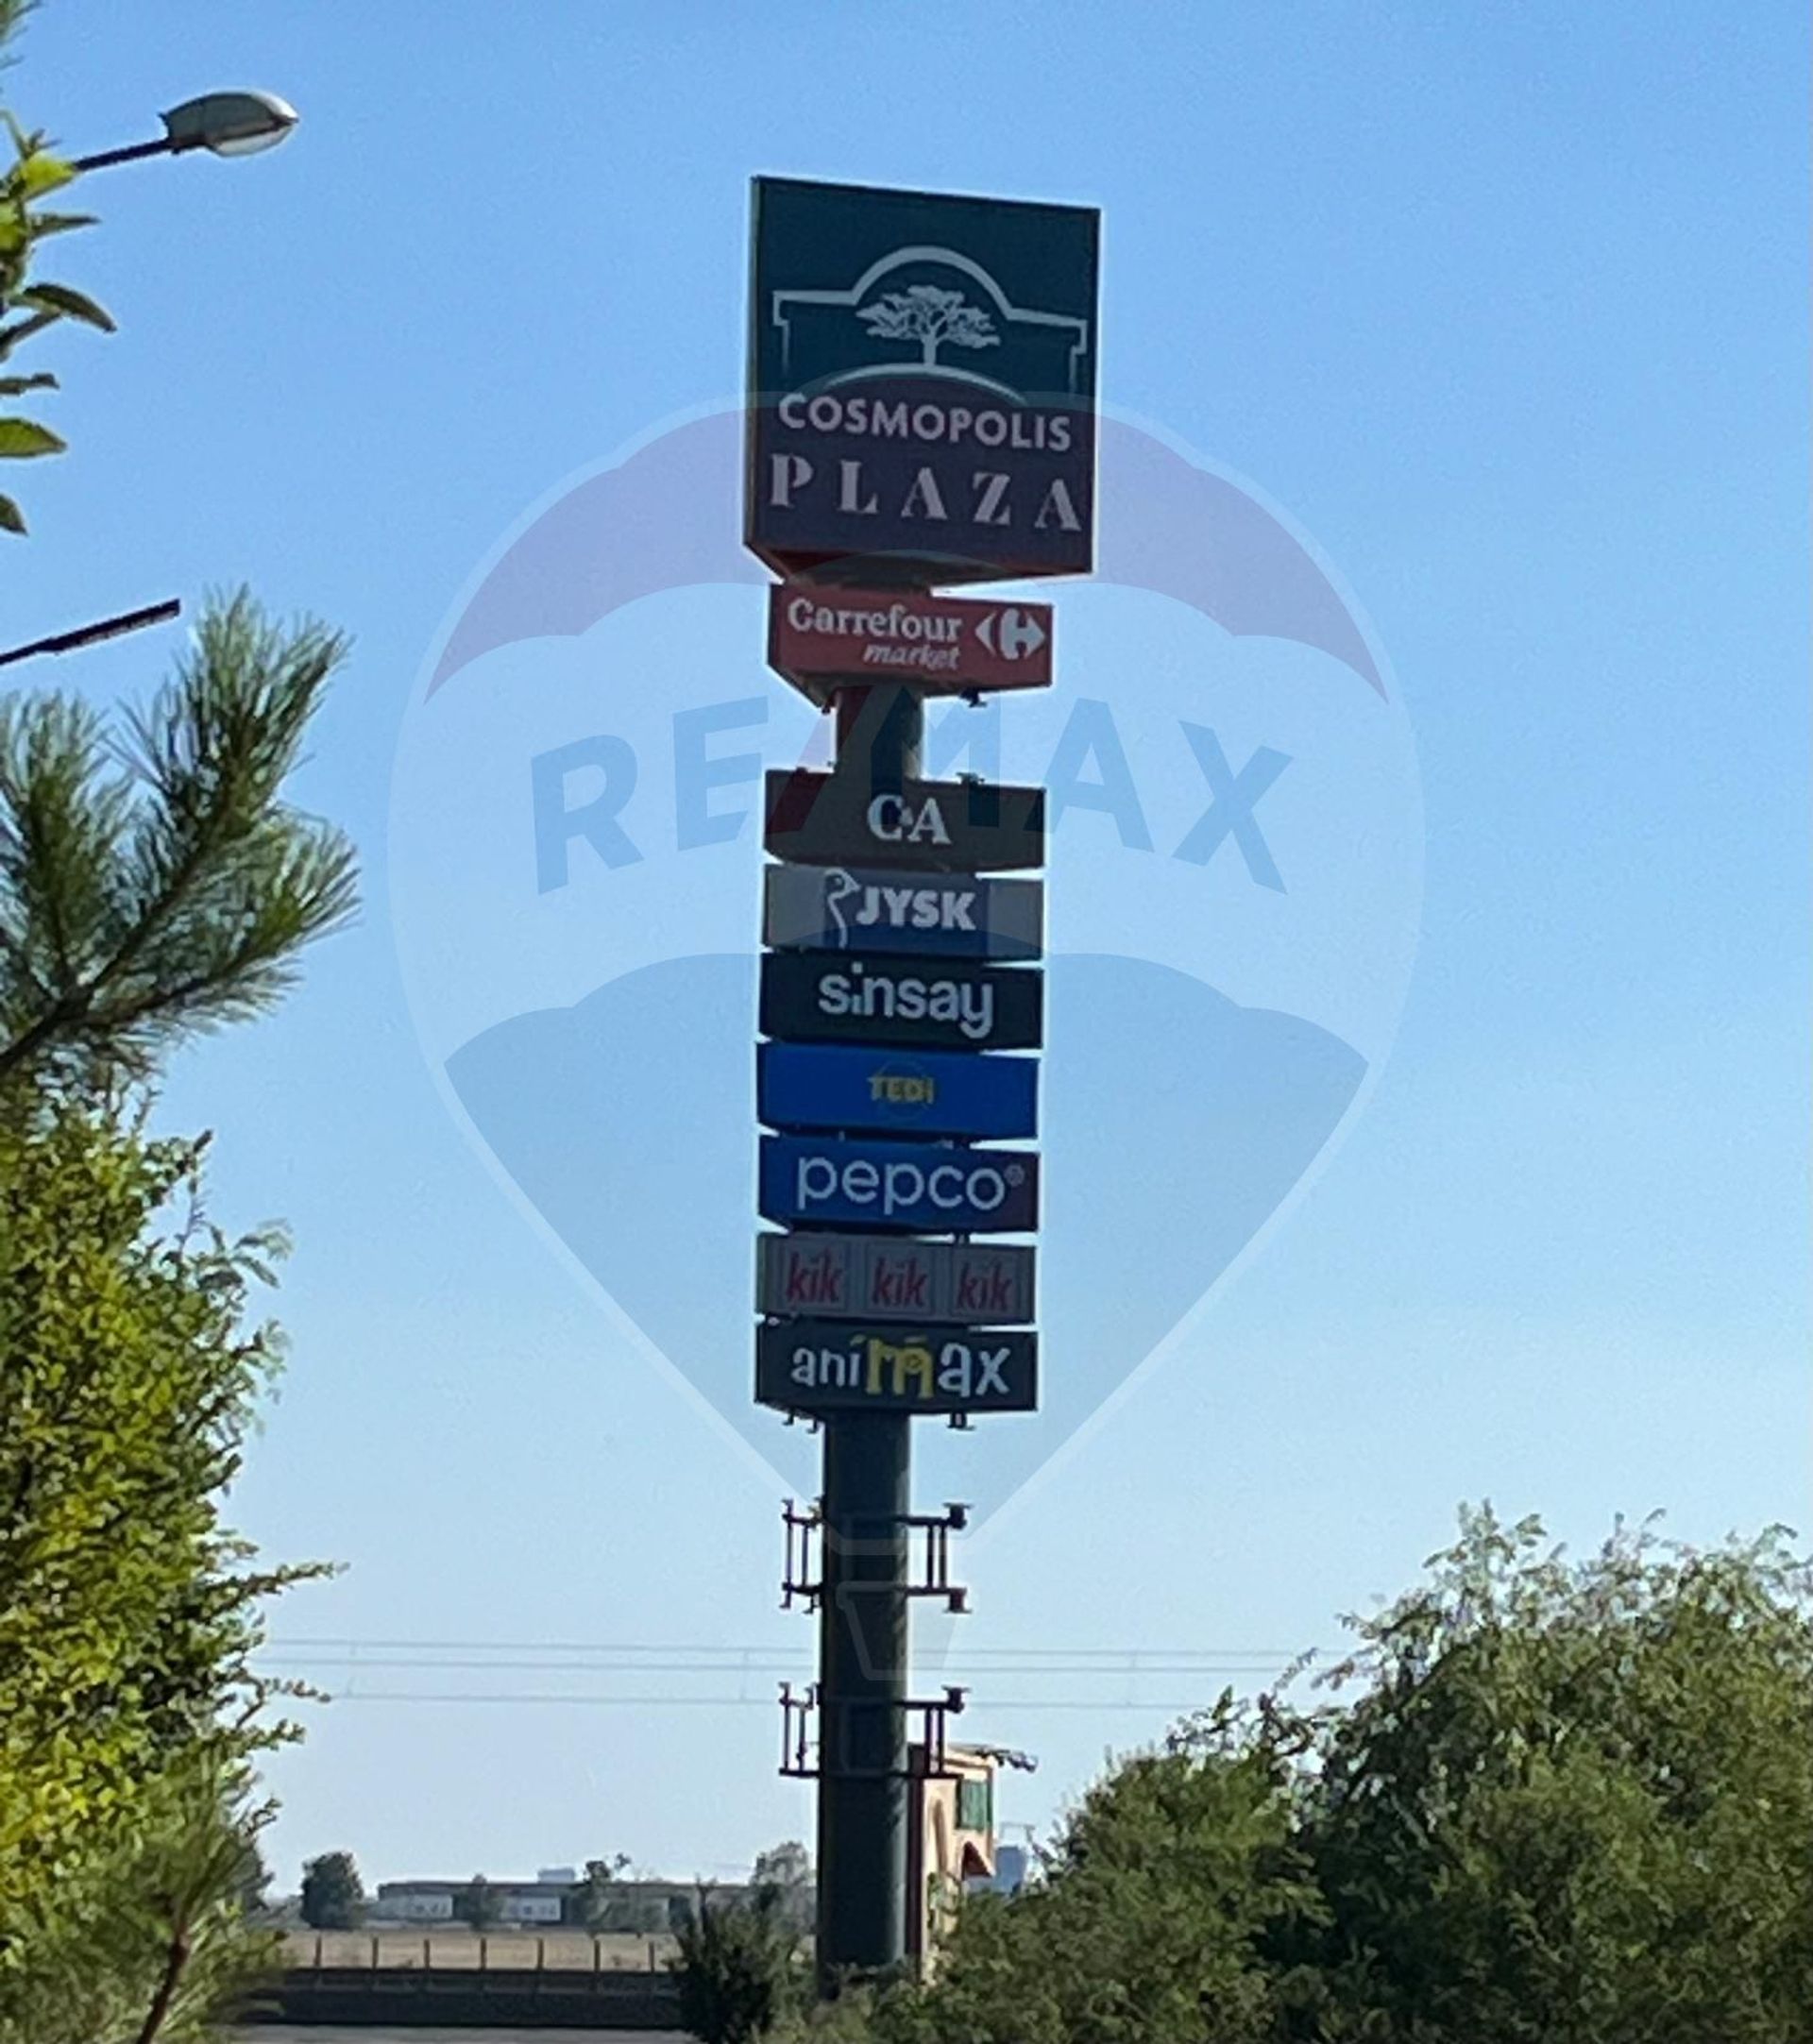 COSMOPOLIS
PLAZA
Carrefour
market
RE/MAX
C&A
JYSK
sinsay
TEDi
pepco®
kik kik kik
animax